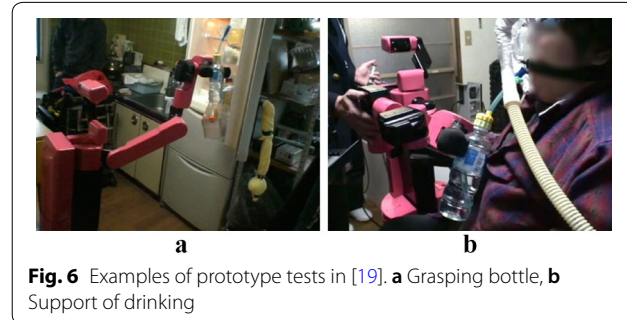 a b
Fig. 6 Examples of prototype tests in [19]. a Grasping bottle, b
Support of drinking